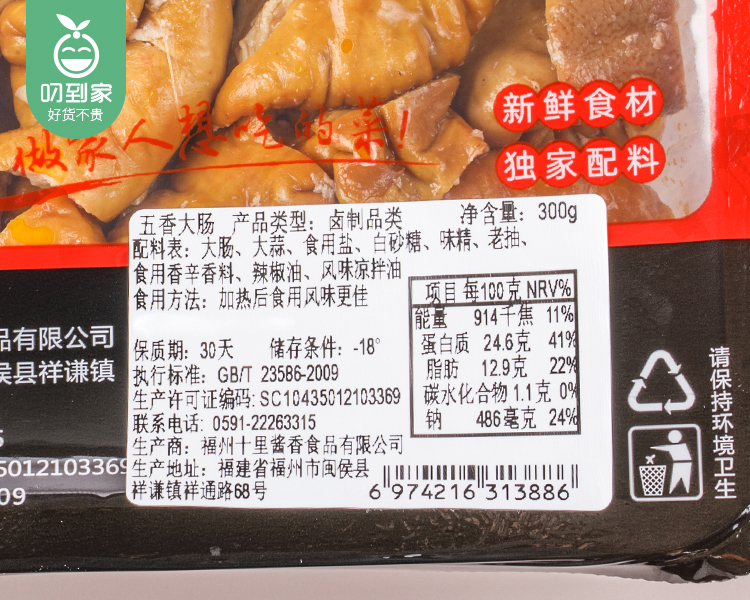 叨到家
好货不贵
做家人想吃的菜!
新鲜食材
独家配料
五香大肠 产品类型：卤制品类 净含量：300g
配料表：大肠、大蒜、食用盐、白砂糖、味精、老抽、
食用香辛香料、辣椒油、风味凉拌油
食用方法：加热后食用风味更佳
项目 每100克 NRV%
能量 914千焦 11%
蛋白质 24.6克 41%
脂肪 12.9克 22%
碳水化合物 1.1克 0%
钠 486毫克 24%
保质期：30天 储存条件：-18°
执行标准：GB/T 23586-2009
生产许可证编码：SC10435012103369
联系电话：0591-22263315
生产商：福州十里酱香食品有限公司
生产地址：福建省福州市闽侯县
祥谦镇祥通路68号
6 974216 313886
品有限公司
侯县祥谦镇
5
5012103369
09
请保持环境卫生